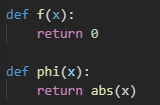 def f(x):
    return 0
def phi(x):
    return abs(x)